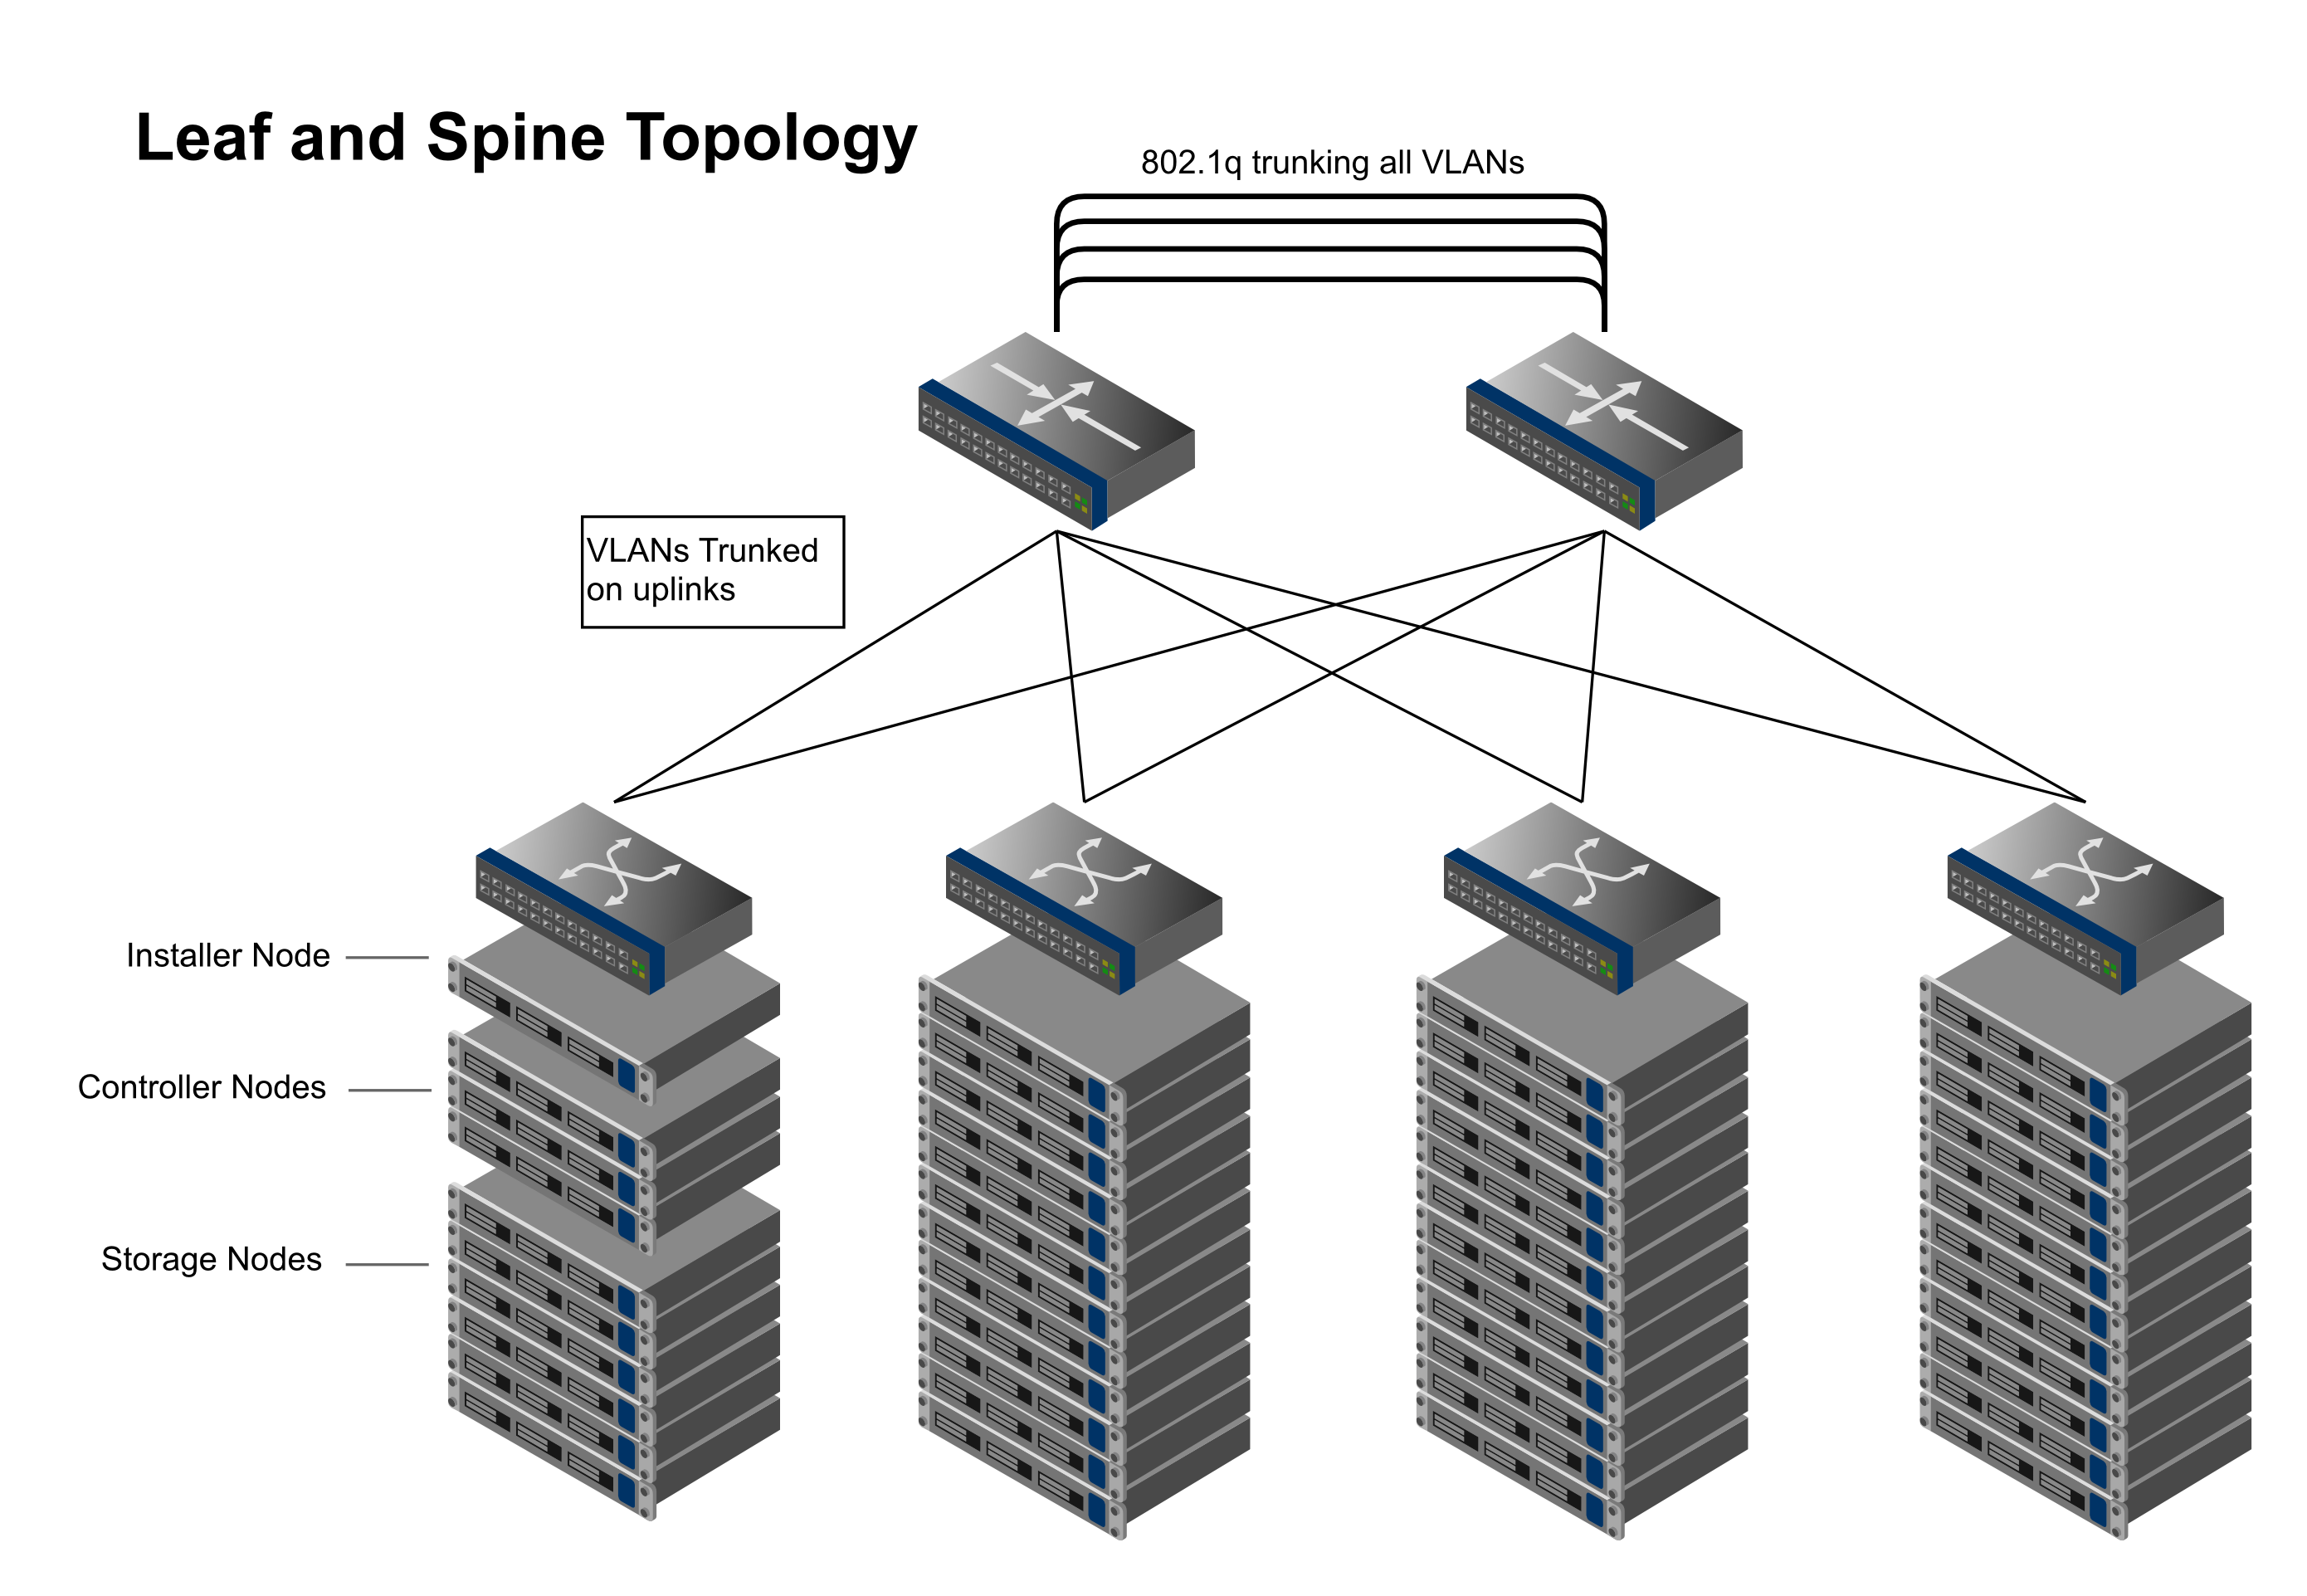 Leaf and Spine Topology
802.1q trunking all VLANs
VLANs Trunked
on uplinks
Installer Node
Controller Nodes
Storage Nodes